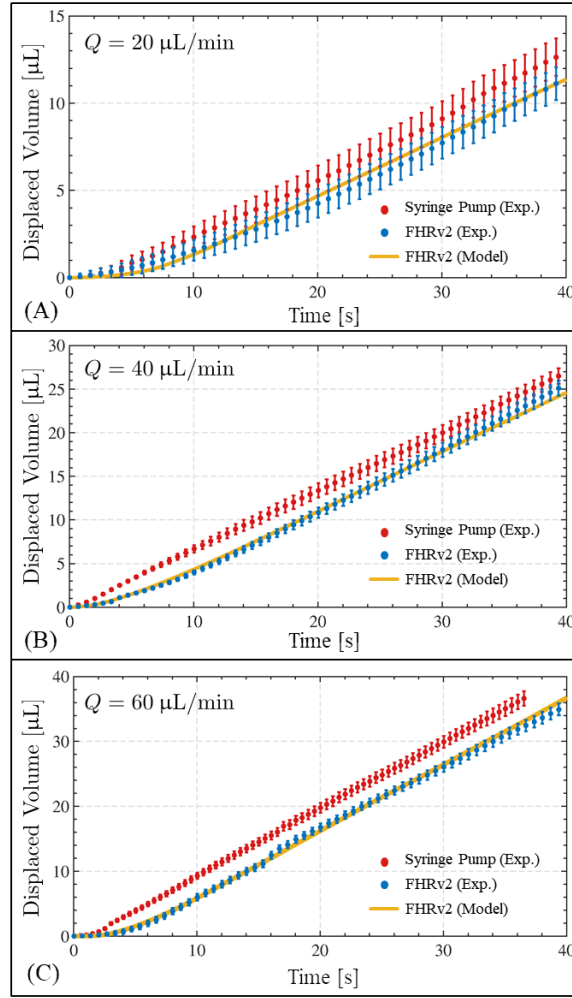 Q = 20 μL/min
15
10
5
0
Displaced Volume [μL]
Syringe Pump (Exp.)
FHRv2 (Exp.)
FHRv2 (Model)
0 10 20 30 40
Time [s]
(A)
Q = 40 μL/min
30
25
20
15
10
5
0
Displaced Volume [μL]
Syringe Pump (Exp.)
FHRv2 (Exp.)
FHRv2 (Model)
0 10 20 30 40
Time [s]
(B)
Q = 60 μL/min
40
30
20
10
0
Displaced Volume [μL]
Syringe Pump (Exp.)
FHRv2 (Exp.)
FHRv2 (Model)
0 10 20 30 40
Time [s]
(C)